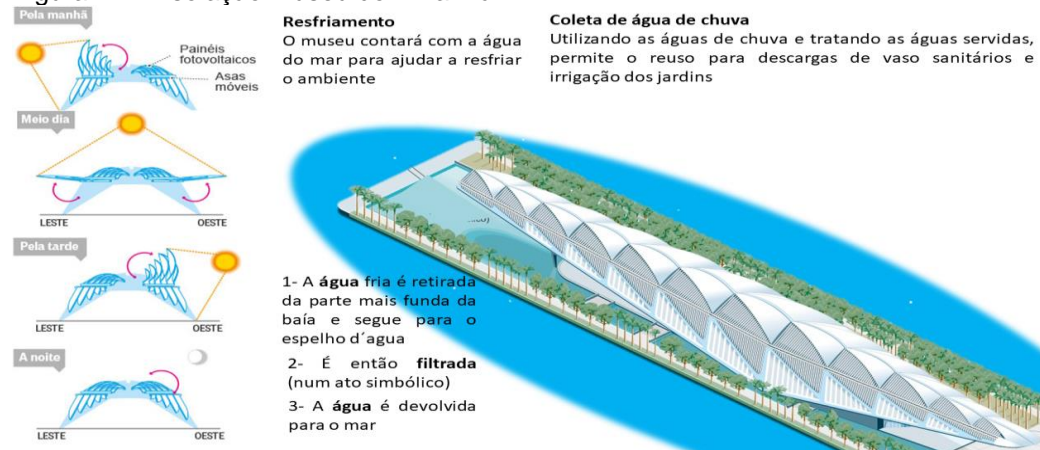 Pela manhã
Painéis
fotovoltaicos
Asas
móveis
Meio dia
LESTE
OESTE
Pela tarde
LESTE
OESTE
A noite
LESTE
OESTE
Resfriamento
O museu contará com a água
do mar para ajudar a resfriar
o ambiente
Coleta de água de chuva
Utilizando as águas de chuva e tratando as águas servidas,
permite o reuso para descargas de vaso sanitários e
irrigação dos jardins
1- A água fria é retirada
da parte mais funda da
baía e segue para o
espelho d´agua
2- É então filtrada
(num ato simbólico)
3- A água é devolvida
para o mar